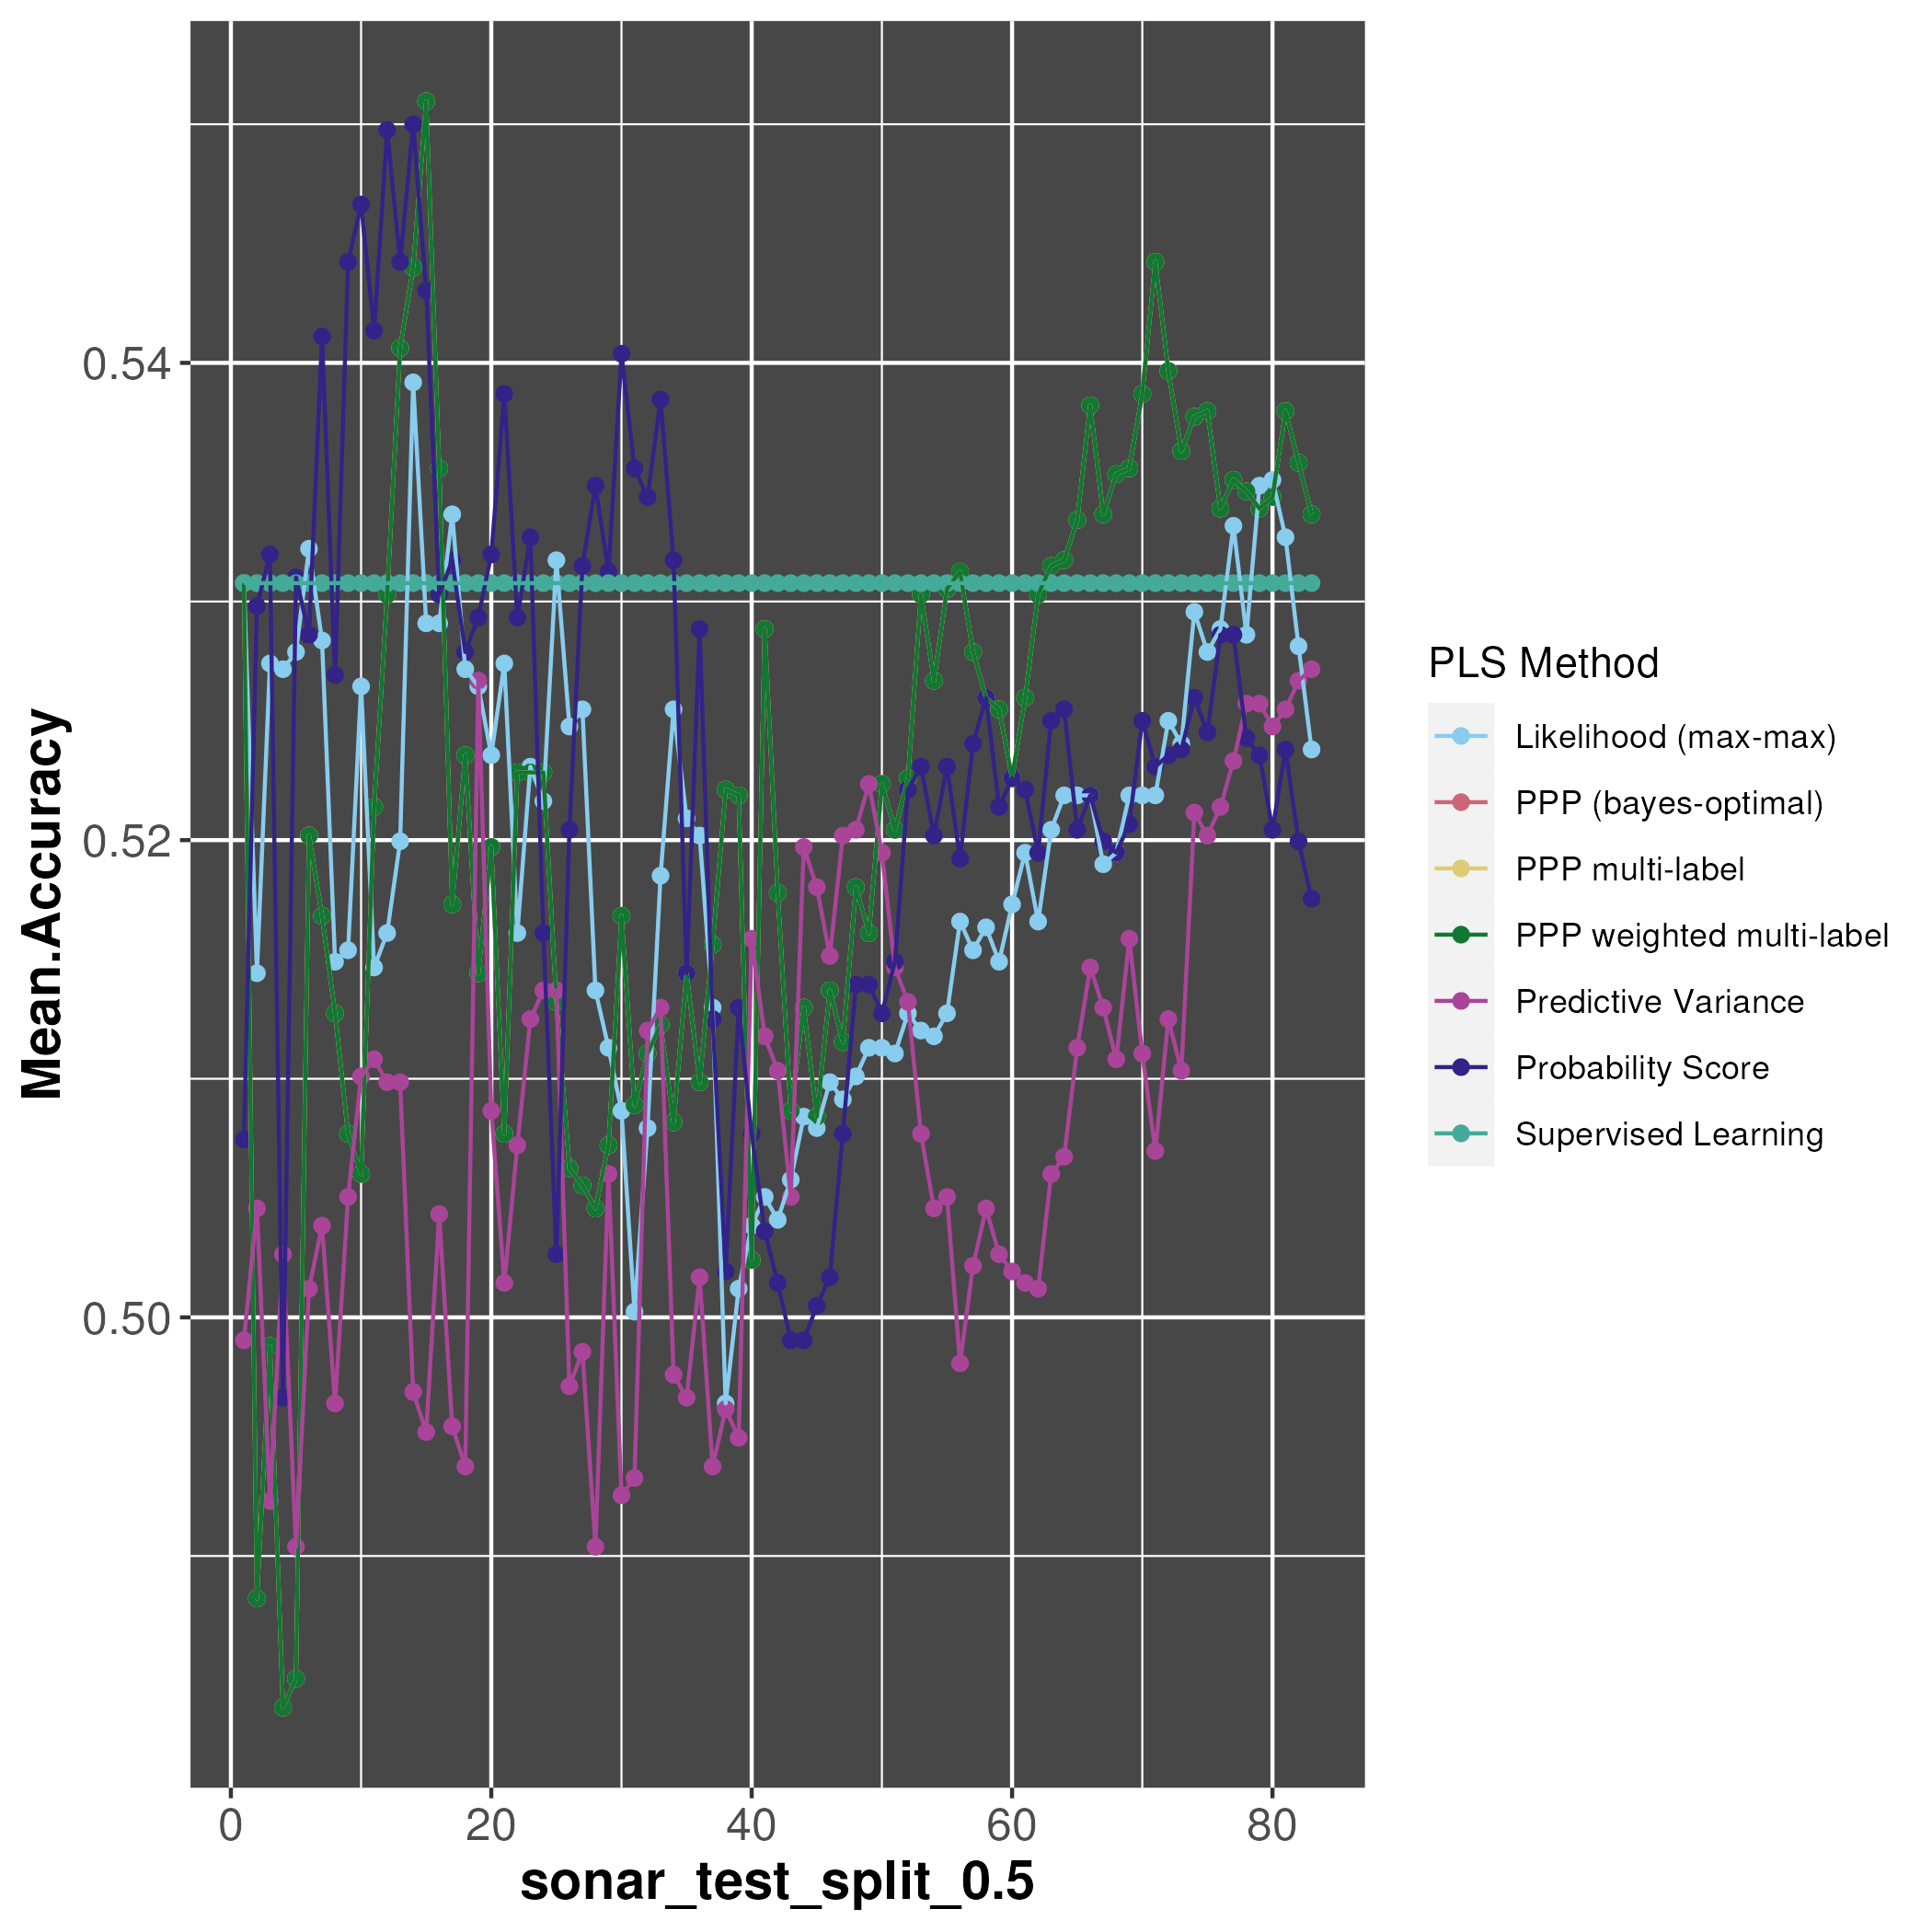 Mean.Accuracy
0.54
0.52
0.50
0 20 40 60 80
sonar_test_split_0.5
PLS Method
Likelihood (max-max)
PPP (bayes-optimal)
PPP multi-label
PPP weighted multi-label
Predictive Variance
Probability Score
Supervised Learning